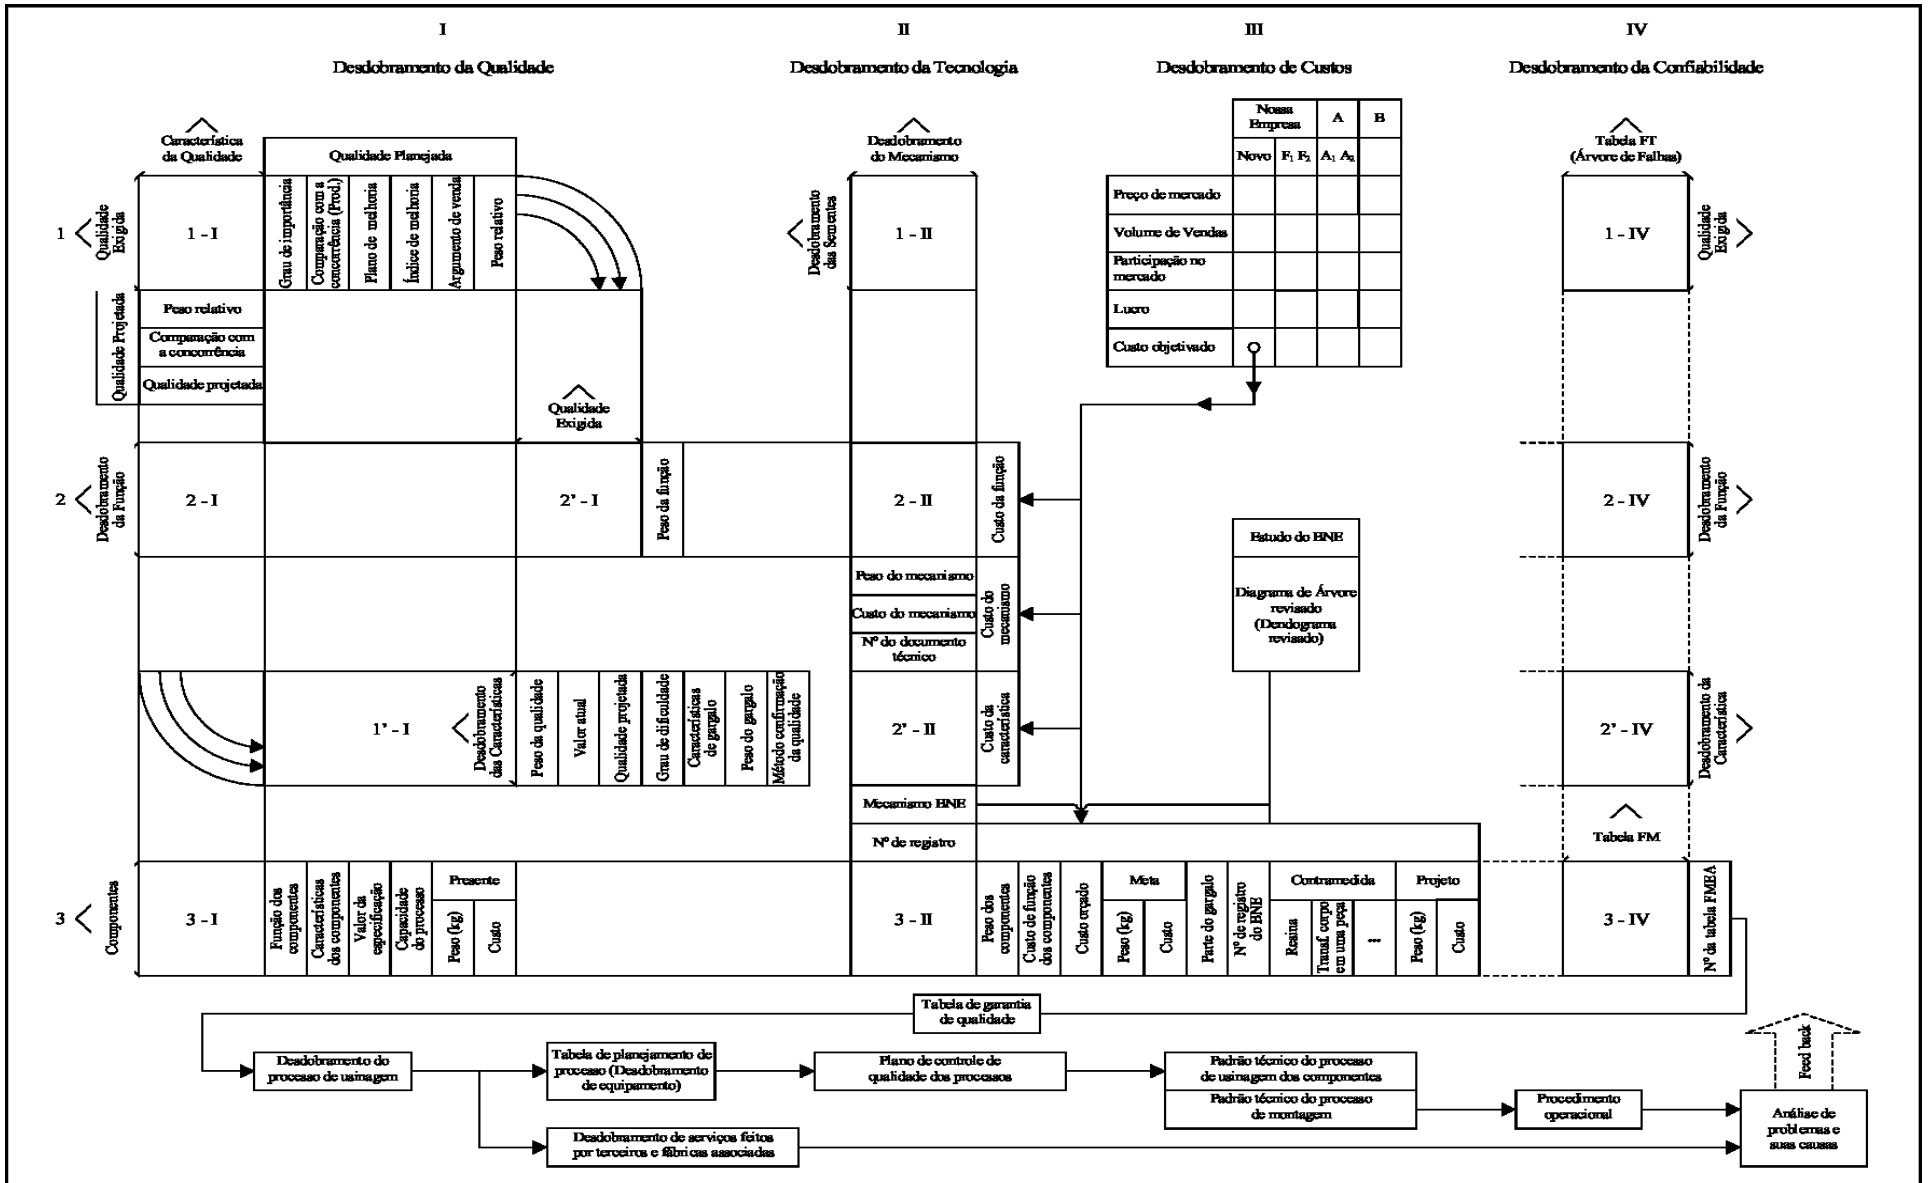 I
II
III
IV
Desdobramento da Qualidade
Desdobramento da Tecnologia
Desdobramento de Custos
Desdobramento da Confiabilidade
Característica
da Qualidade
Qualidade Planejada
Desdobramento
do Mecanismo
Nossa
Empresa
A
B
Novo
F₁ F₂
A₁ A₂
Tabela FT
(Árvore de Falhas)
1
Qualidade
Exigida
1 - I
Grau de importância
Comparação com a
concorrência (Prod.)
Plano de melhoria
Índice de melhoria
Argumento de venda
Peso relativo
Desdobramento
das Sementes
1 - II
Preço de mercado
Volume de Vendas
Participação no
mercado
Lucro
Custo objetivado
1 - IV
Qualidade
Exigida
Qualidade Projetada
Peso relativo
Comparação com
a concorrência
Qualidade projetada
Qualidade
Exigida
2
Desdobramento
da Função
2 - I
2' - I
Peso da função
2 - II
Custo da função
2 - IV
Desdobramento
da Função
Estudo do BNE
Diagrama de Árvore
revisado
(Dendograma
revisado)
Peso do mecanismo
Custo do mecanismo
Nº do documento
técnico
Custo do
mecanismo
1' - I
Desdobramento
das Características
Peso da qualidade
Valor atual
Qualidade projetada
Grau de dificuldade
Características
de gargalo
Peso do gargalo
Método confirmação
da qualidade
2' - II
Custo da
característica
2' - IV
Desdobramento da
Característica
Mecanismo BNE
Nº de registro
Tabela FM
3
Componentes
3 - I
Função dos
componentes
Características
dos componentes
Valor da
especificação
Capacidade
do processo
Presente
Peso (kg)
Custo
3 - II
Peso dos
componentes
Custo de função
dos componentes
Custo orçado
Meta
Peso (kg)
Custo
Parte do gargalo
Nº de registro
do BNE
Contramedida
Resina
Transf. corpo
em uma peça
...
Projeto
Peso (kg)
Custo
3 - IV
Nº da tabela FMEA
Tabela de garantia
de qualidade
Desdobramento do
processo de usinagem
Tabela de planejamento de
processo (Desdobramento
de equipamento)
Plano de controle de
qualidade dos processos
Padrão técnico do processo
de usinagem dos componentes
Padrão técnico do processo
de montagem
Procedimento
operacional
Feed back
Análise de
problemas e
suas causas
Desdobramento de serviços feitos
por terceiros e fábricas associadas